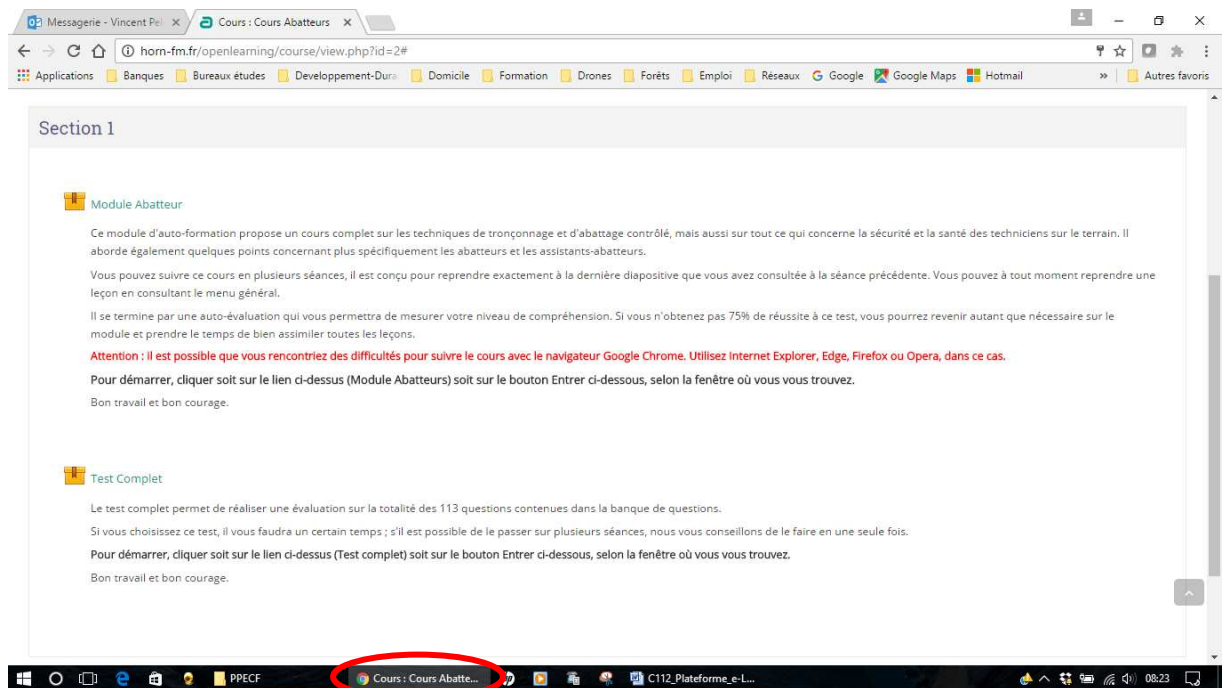 Messagerie - Vincent Pel
Cours : Cours Abatteurs
horn-fm.fr/openlearning/course/view.php?id=2#
Applications Banques Bureaux études Developpement-Dura Domicile Formation Drones Forêts Emploi Réseaux Google Google Maps Hotmail » Autres favoris
Section 1
Module Abatteur
Ce module d'auto-formation propose un cours complet sur les techniques de tronçonnage et d'abattage contrôlé, mais aussi sur tout ce qui concerne la sécurité et la santé des techniciens sur le terrain. Il
aborde également quelques points concernant plus spécifiquement les abatteurs et les assistants-abatteurs.
Vous pouvez suivre ce cours en plusieurs séances, il est conçu pour reprendre exactement à la dernière diapositive que vous avez consultée à la séance précédente. Vous pouvez à tout moment reprendre une
leçon en consultant le menu général.
Il se termine par une auto-évaluation qui vous permettra de mesurer votre niveau de compréhension. Si vous n'obtenez pas 75% de réussite à ce test, vous pourrez revenir autant que nécessaire sur le
module et prendre le temps de bien assimiler toutes les leçons.
Attention : il est possible que vous rencontriez des difficultés pour suivre le cours avec le navigateur Google Chrome. Utilisez Internet Explorer, Edge, Firefox ou Opera, dans ce cas.
Pour démarrer, cliquer soit sur le lien ci-dessus (Module Abatteurs) soit sur le bouton Entrer ci-dessous, selon la fenêtre où vous vous trouvez.
Bon travail et bon courage.
Test Complet
Le test complet permet de réaliser une évaluation sur la totalité des 113 questions contenues dans la banque de questions.
Si vous choisissez ce test, il vous faudra un certain temps ; s'il est possible de le passer sur plusieurs séances, nous vous conseillons de le faire en une seule fois.
Pour démarrer, cliquer soit sur le lien ci-dessus (Test complet) soit sur le bouton Entrer ci-dessous, selon la fenêtre où vous vous trouvez.
Bon travail et bon courage.
PPECF Cours : Cours Abatte... C112_Plateforme_e-L... 08:23